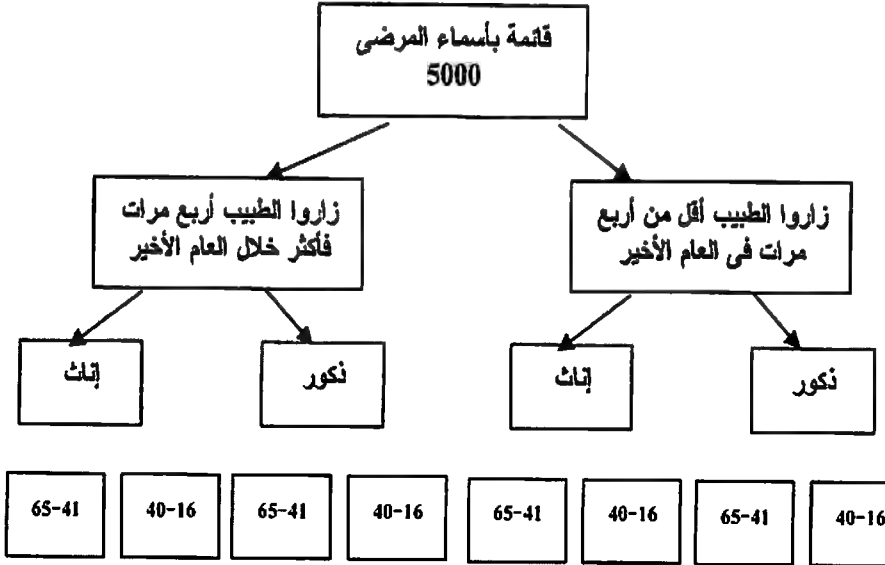 قائمة بأسماء المرضى
5000
زاروا الطبيب أقل من أربع
مرات فى العام الأخير
زاروا الطبيب أربع مرات
فأكثر خلال العام الأخير
ذكور
إناث
ذكور
إناث
40-16
65-41
40-16
65-41
40-16
65-41
40-16
65-41